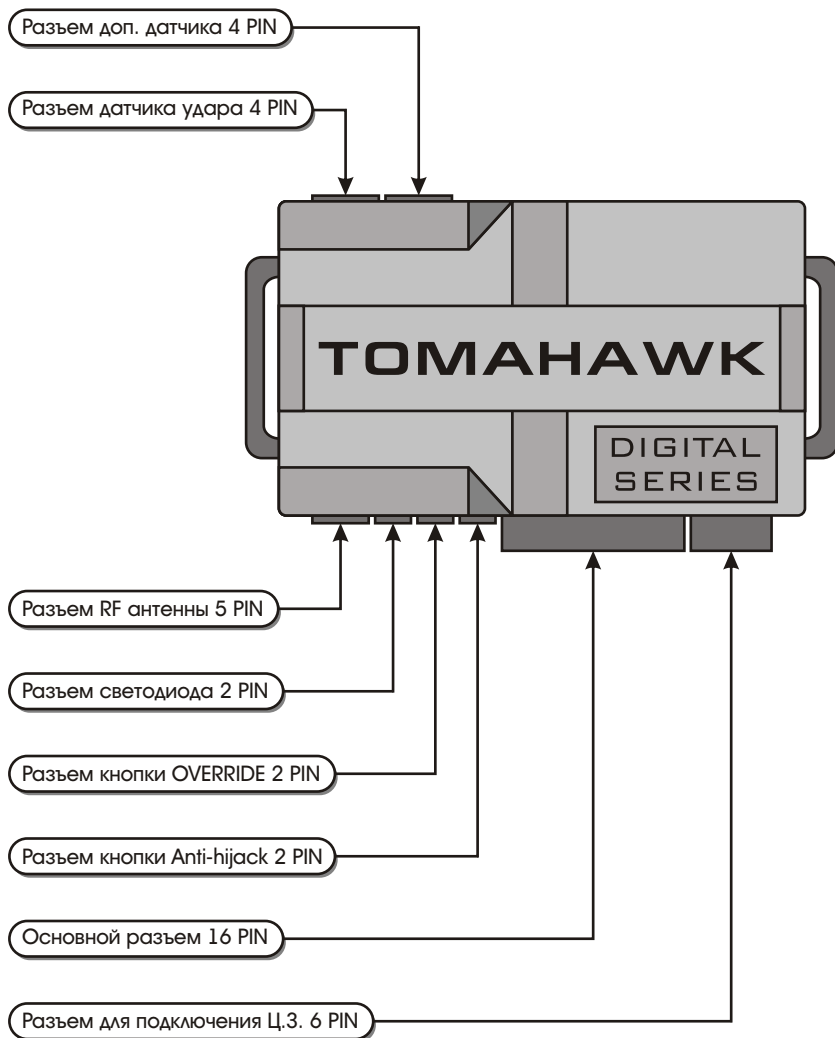 Разъем доп. датчика 4 PIN
Разъем датчика удара 4 PIN
TOMAHAWK
DIGITAL
SERIES
Разъем RF антенны 5 PIN
Разъем светодиода 2 PIN
Разъем кнопки OVERRIDE 2 PIN
Разъем кнопки Anti-hijack 2 PIN
Основной разъем 16 PIN
Разъем для подключения Ц.З. 6 PIN